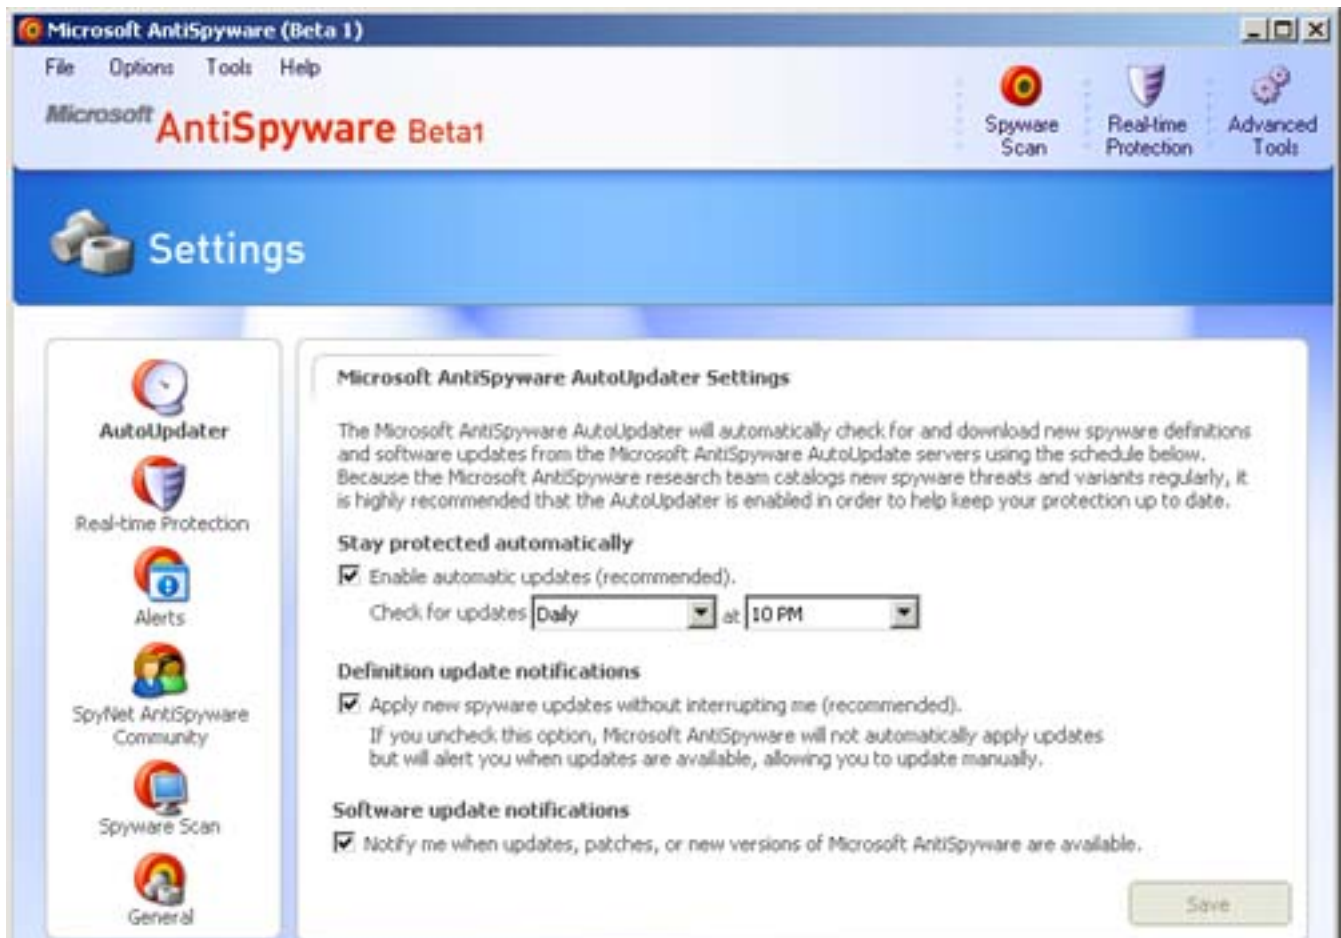 Microsoft AntiSpyware (Beta 1)
File Options Tools Help
Microsoft AntiSpyware Beta1
Spyware Scan
Real-time Protection
Advanced Tools
Settings
AutoUpdater
Real-time Protection
Alerts
SpyNet AntiSpyware
Community
Spyware Scan
General
Microsoft AntiSpyware AutoUpdater Settings
The Microsoft AntiSpyware AutoUpdater will automatically check for and download new spyware definitions
and software updates from the Microsoft AntiSpyware AutoUpdate servers using the schedule below.
Because the Microsoft AntiSpyware research team catalogs new spyware threats and variants regularly, it
is highly recommended that the AutoUpdater is enabled in order to help keep your protection up to date.
Stay protected automatically
Enable automatic updates (recommended).
Check for updates Daily at 10 PM
Definition update notifications
Apply new spyware updates without interrupting me (recommended).
If you uncheck this option, Microsoft AntiSpyware will not automatically apply updates
but will alert you when updates are available, allowing you to update manually.
Software update notifications
Notify me when updates, patches, or new versions of Microsoft AntiSpyware are available.
Save